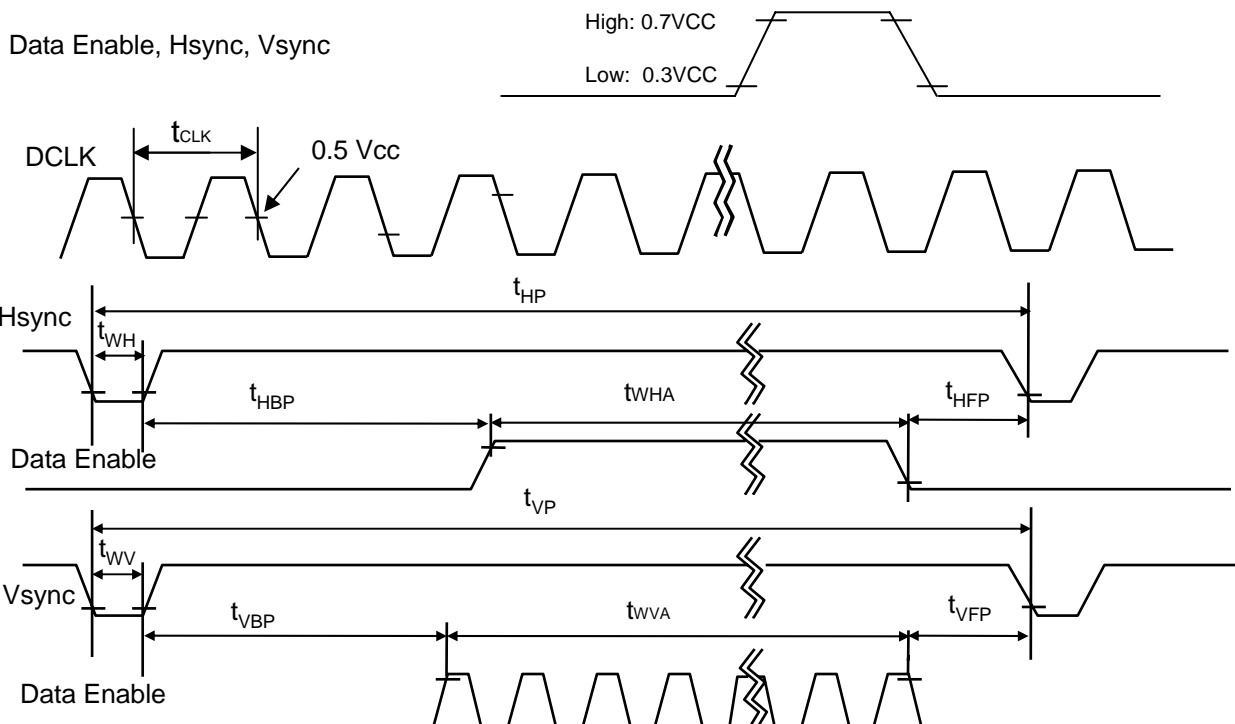 High: 0.7VCC
Data Enable, Hsync, Vsync
Low: 0.3VCC
tCLK
DCLK
0.5 Vcc
tHP
Hsync
tWH
tHBP
tWHA
tHFP
Data Enable
tVP
tWV
Vsync
tVBP
tWVA
tVFP
Data Enable